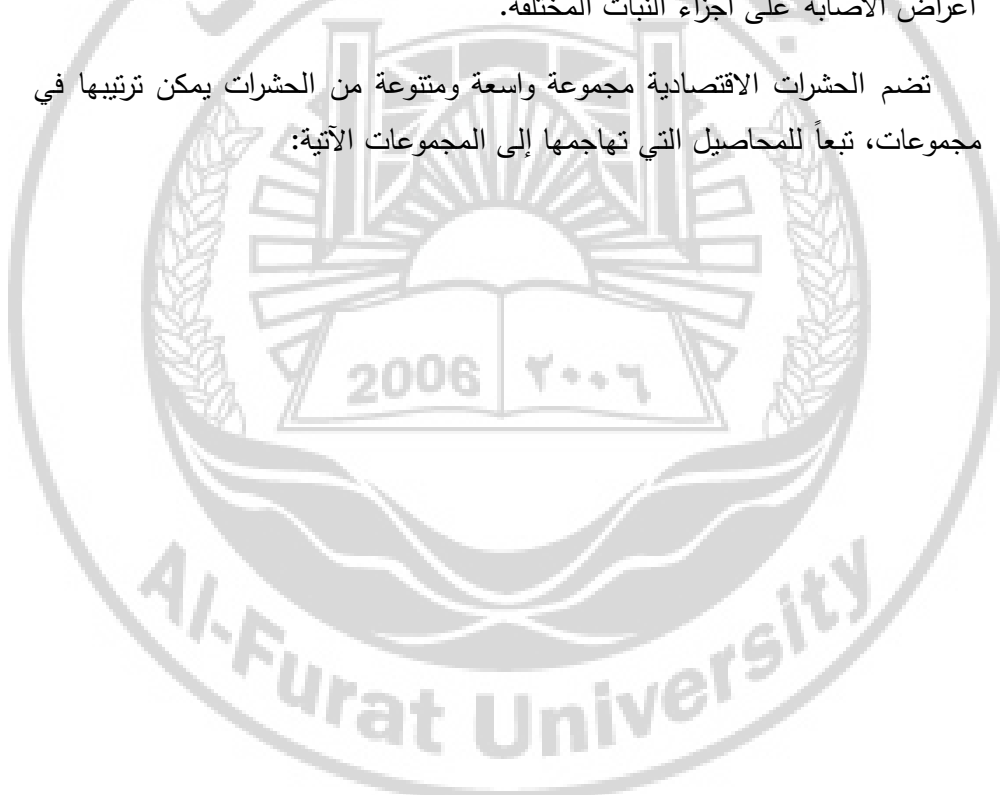 أعراض الأصابة على أجزاء النبات المختلفة.
تضم الحشرات الاقتصادية مجموعة واسعة ومتنوعة من الحشرات يمكن ترتيبها في
مجموعات، تبعاً للمحاصيل التي تهاجمها إلى المجموعات الآتية:
2006 ٢٠٠٦
Al-Furat University